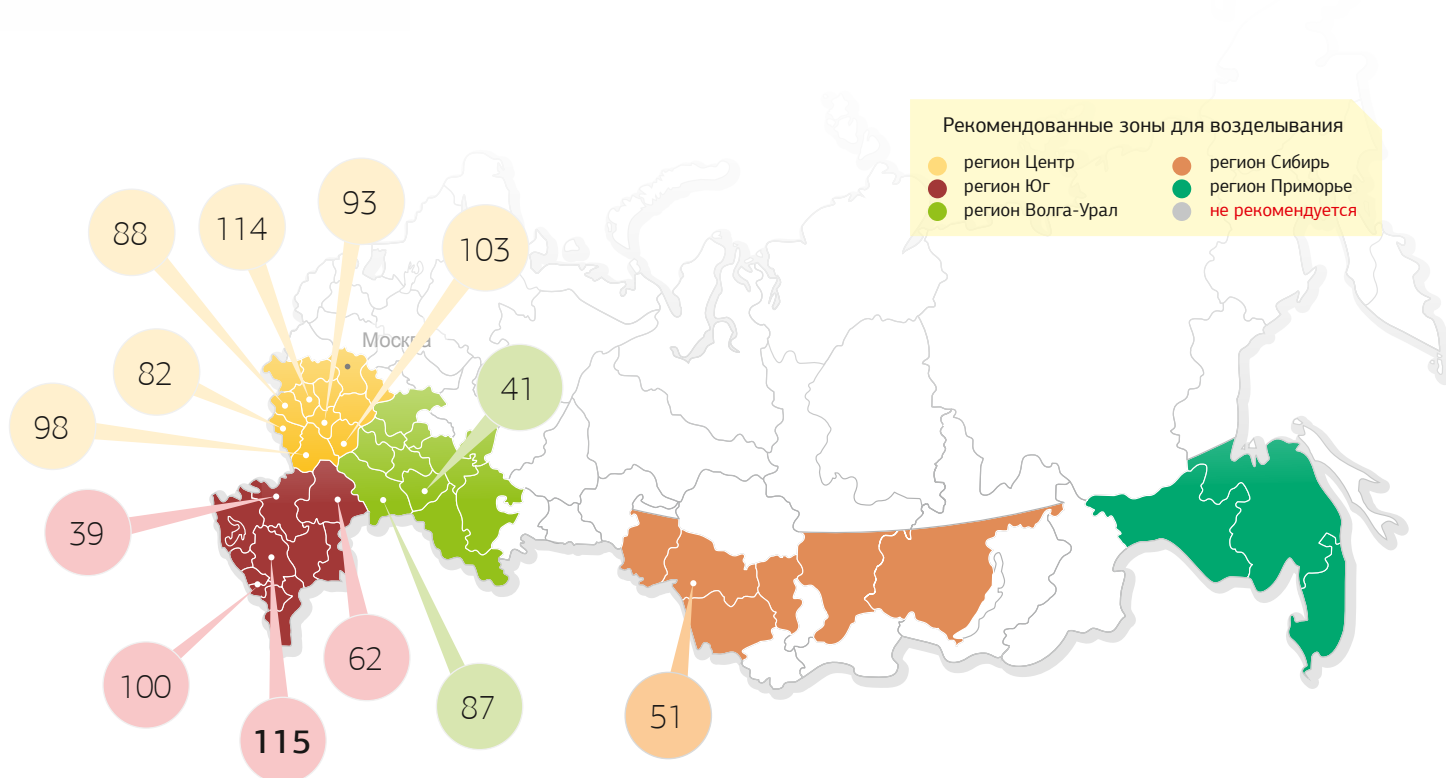 Рекомендованные зоны для возделывания
регион Центр
регион Юг
регион Волга-Урал
регион Сибирь
регион Приморье
не рекомендуется
93
114
88
103
Москва
82
41
98
39
62
100
87
51
115